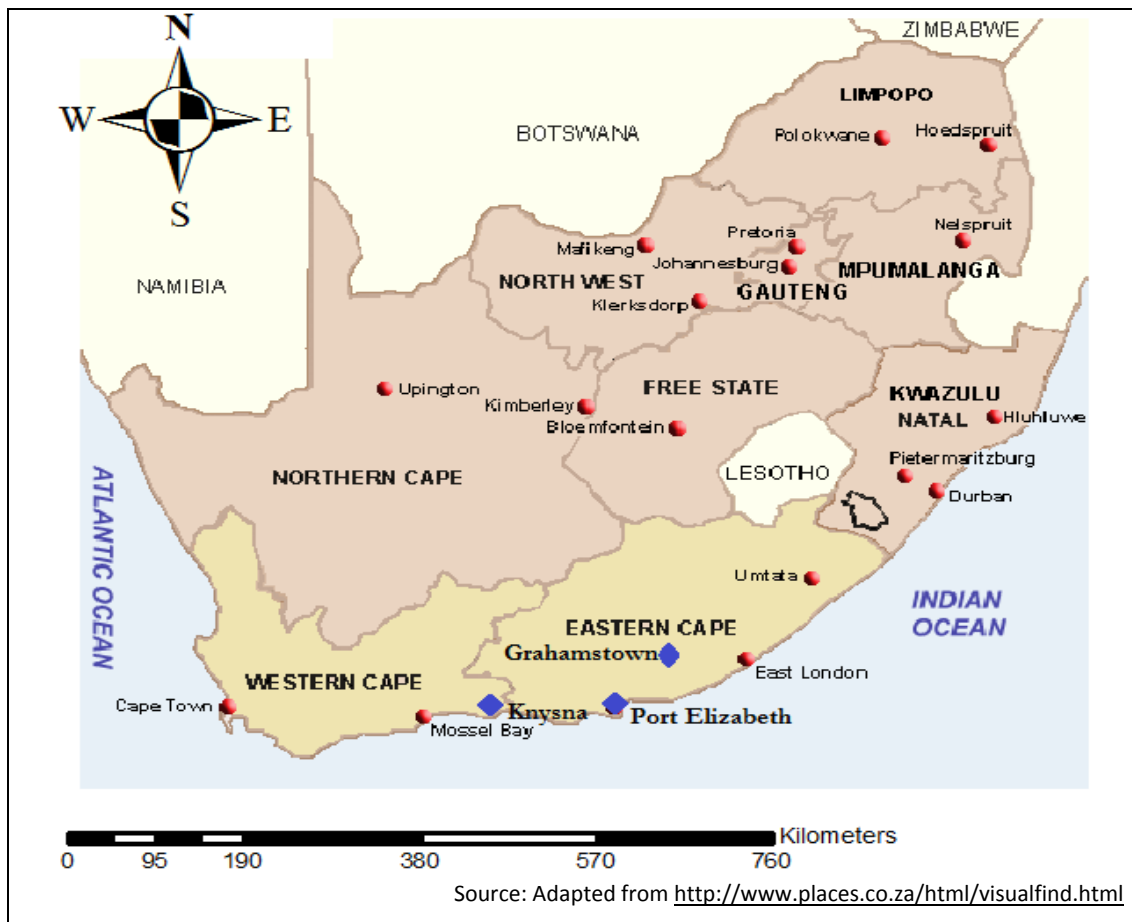 N
W
E
S
ZIMBABWE
BOTSWANA
NAMIBIA
LIMPOPO
Polokwane
Hoedspruit
Pretoria
Nelspruit
Mafikeng
Johannesburg
MPUMALANGA
NORTH WEST
GAUTENG
Klerksdorp
Upington
FREE STATE
KWAZULU
NATAL
Kimberley
Hluhluwe
Bloemfontein
NORTHERN CAPE
LESOTHO
Pietermaritzburg
Durban
ATLANTIC OCEAN
Umtata
INDIAN
OCEAN
EASTERN CAPE
Grahamstown
East London
WESTERN CAPE
Cape Town
Knysna
Port Elizabeth
Mossel Bay
Kilometers
0 95 190 380 570 760
Source: Adapted from http://www.places.co.za/html/visualfind.html